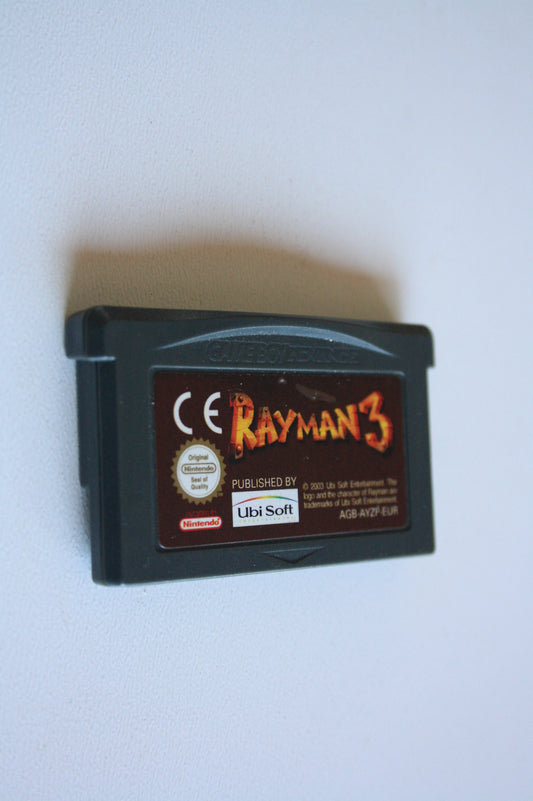 GAME BOY ADVANCE
CE
RAYMAN 3
Original
Nintendo
Seal of
Quality
PUBLISHED BY
Ubi Soft
© 2003 Ubi Soft Entertainment. The
logo and the character of Rayman are
trademarks of Ubi Soft Entertainment.
Nintendo
AGB-AYZP-EUR